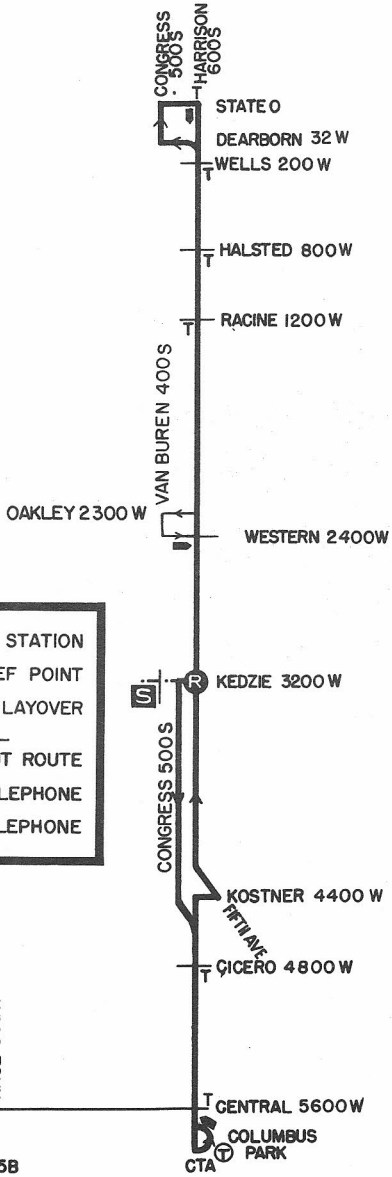 CONGRESS
500S
HARRISON
600S
T
STATE 0
DEARBORN 32 W
WELLS 200 W
T
HALSTED 800W
T
RACINE 1200W
T
VAN BUREN 400S
OAKLEY 2300 W
WESTERN 2400W
STATION
EF POINT
LAYOVER
T ROUTE
LEPHONE
LEPHONE
S
R
KEDZIE 3200 W
CONGRESS 500S
KOSTNER 4400 W
FIFTH AVE
CICERO 4800 W
T
T
CENTRAL 5600W
COLUMBUS
PARK
T
CTA
5B